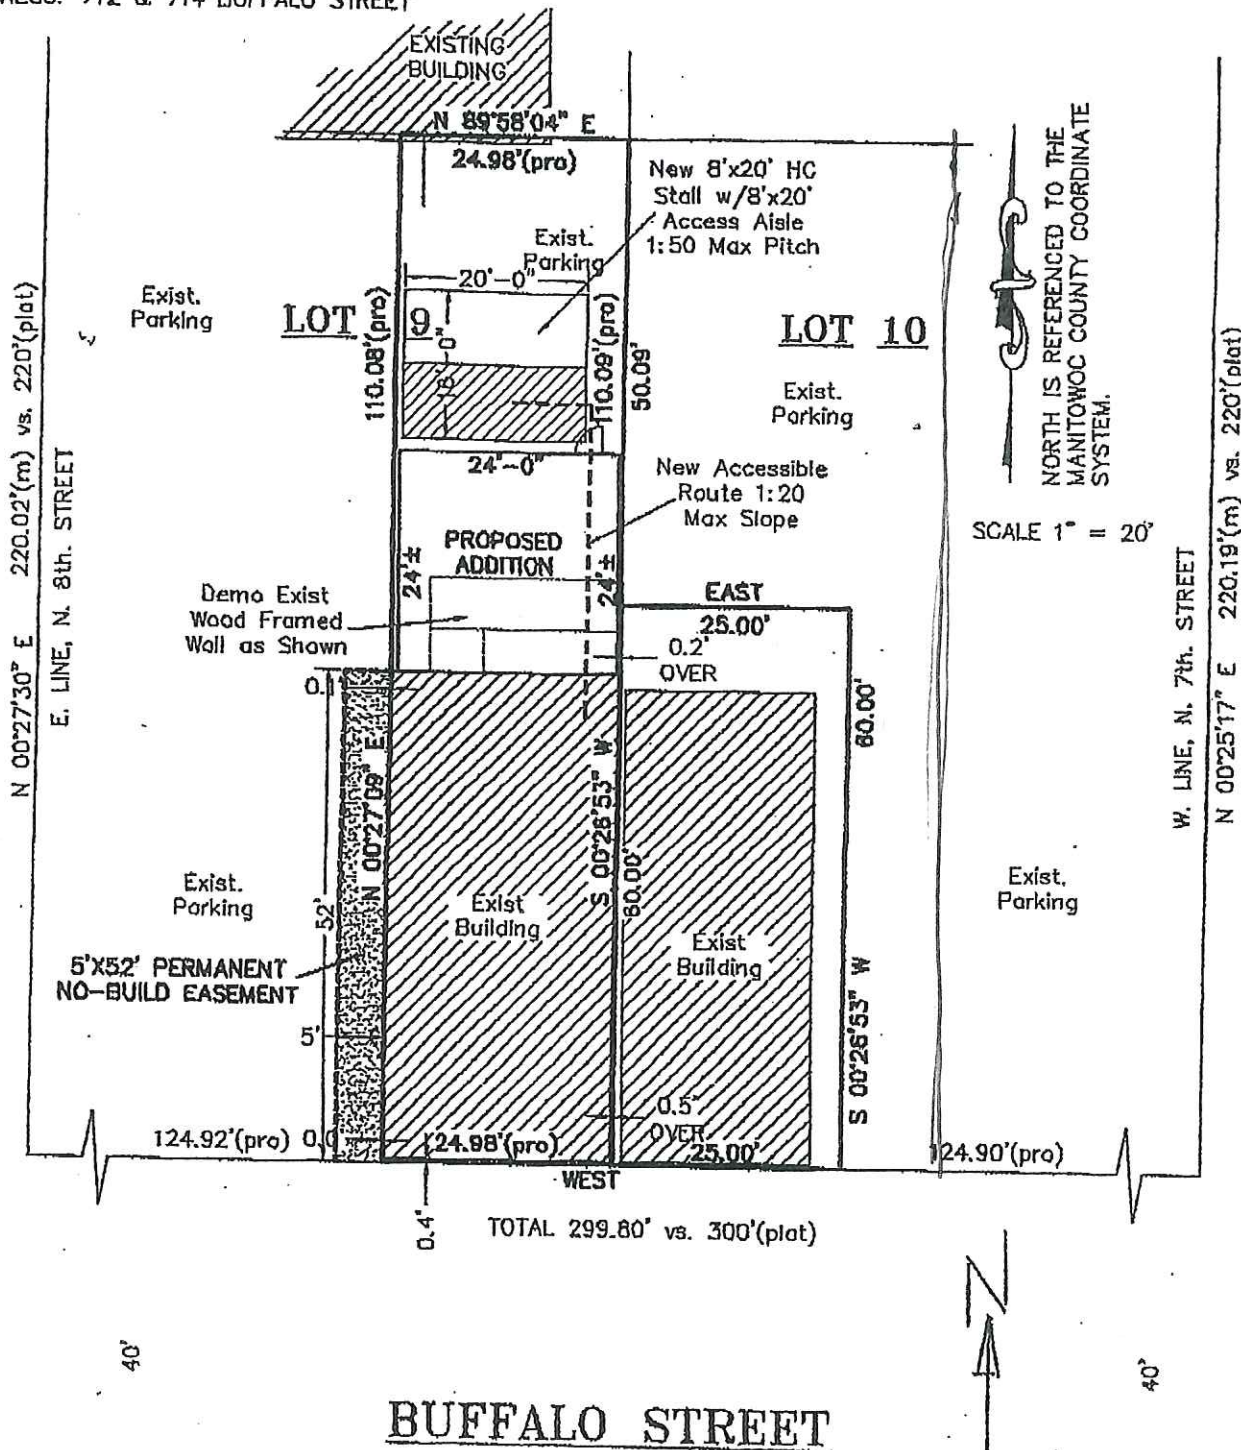 912 & 914 BUFFALO STREET
EXISTING
BUILDING
N 89°58'04" E
24.98'(pro)
New 8'x20' HC
Stall w/8'x20'
Access Aisle
1:50 Max Pitch
Exist.
Parking
20'-0"
Exist.
Parking
LOT 9
LOT 10
110.08'(pro)
110.09'(pro)
50.09'
Exist.
Parking
24'-0"
New Accessible
Route 1:20
Max Slope
NORTH IS REFERENCED TO THE
MANITOWOC COUNTY COORDINATE
SYSTEM.
SCALE 1" = 20'
PROPOSED
ADDITION
24'±
24'±
Demo Exist
Wood Framed
Wall as Shown
EAST
25.00'
0.2'
OVER
0.1'
60.00'
N 00°27'30" E 220.02'(m) vs. 220'(plat)
E. LINE, N. 8th. STREET
W. LINE, N. 7th. STREET
N 00°25'17" E 220.19'(m) vs. 220'(plat)
N 00°27'09" E
S 00°26'53" W
60.00'
S 00°26'53" W
Exist.
Parking
52'
5'X52' PERMANENT
NO-BUILD EASEMENT
5'
Exist
Building
Exist
Building
Exist.
Parking
0.5'
OVER
124.92'(pro)
0.0
24.98'(pro)
25.00'
124.90'(pro)
WEST
0.4'
TOTAL 299.80' vs. 300'(plat)
N
40'
40'
BUFFALO STREET